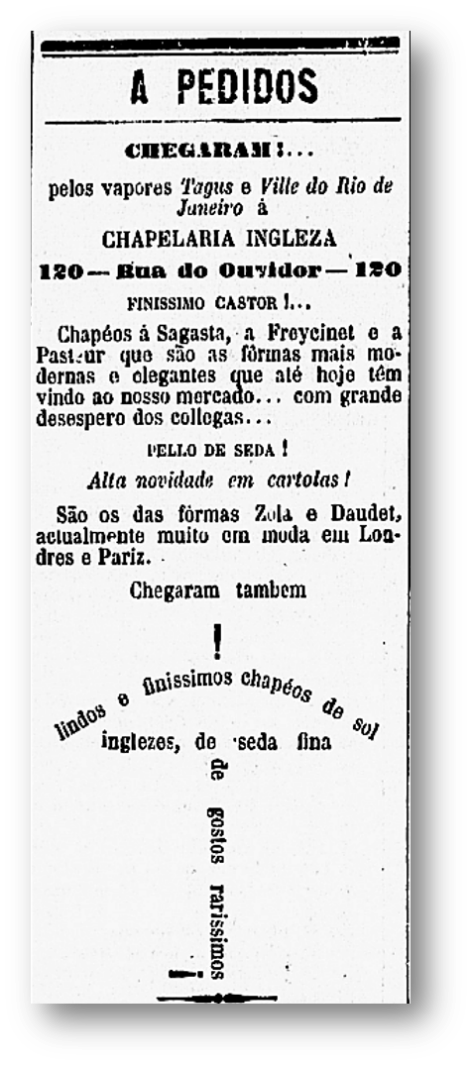 A PEDIDOS
CHEGARAM!...
pelos vapores Tagus e Ville do Rio de
Janeiro á
CHAPELARIA INGLEZA
120 — Rua do Ouvidor — 120
FINISSIMO CASTOR!...
Chapéos á Sagasta, a Freycinet e a
Pasteur que são as fôrmas mais mo-
dernas e elegantes que até hoje têm
vindo ao nosso mercado... com grande
desespero dos collegas...
PELLO DE SEDA!
Alta novidade em cartolas!
São os das fôrmas Zola e Daudet,
actualmente muito em moda em Lon-
dres e Pariz.
Chegaram tambem
!
lindos e finissimos chapéos de sol
inglezes, de seda fina
de gostos rarissimos
!